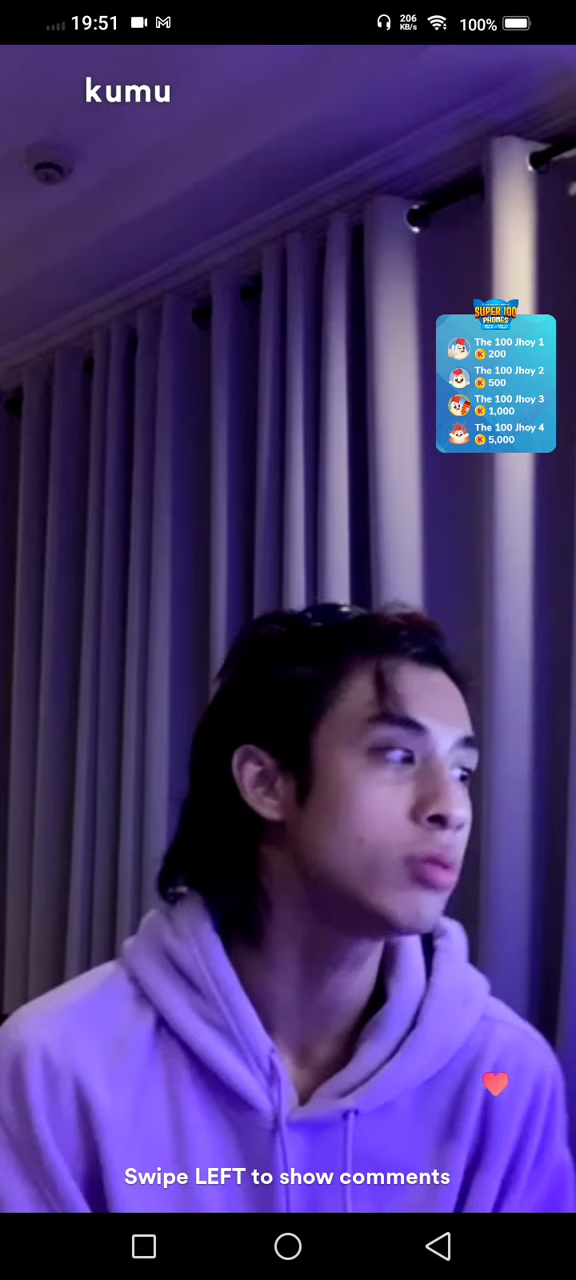 19:51
206
KB/s
100%
kumu
SUPER 100
PHONES
The 100 Jhoy 1
K 200
The 100 Jhoy 2
K 500
The 100 Jhoy 3
K 1,000
The 100 Jhoy 4
K 5,000
Swipe LEFT to show comments